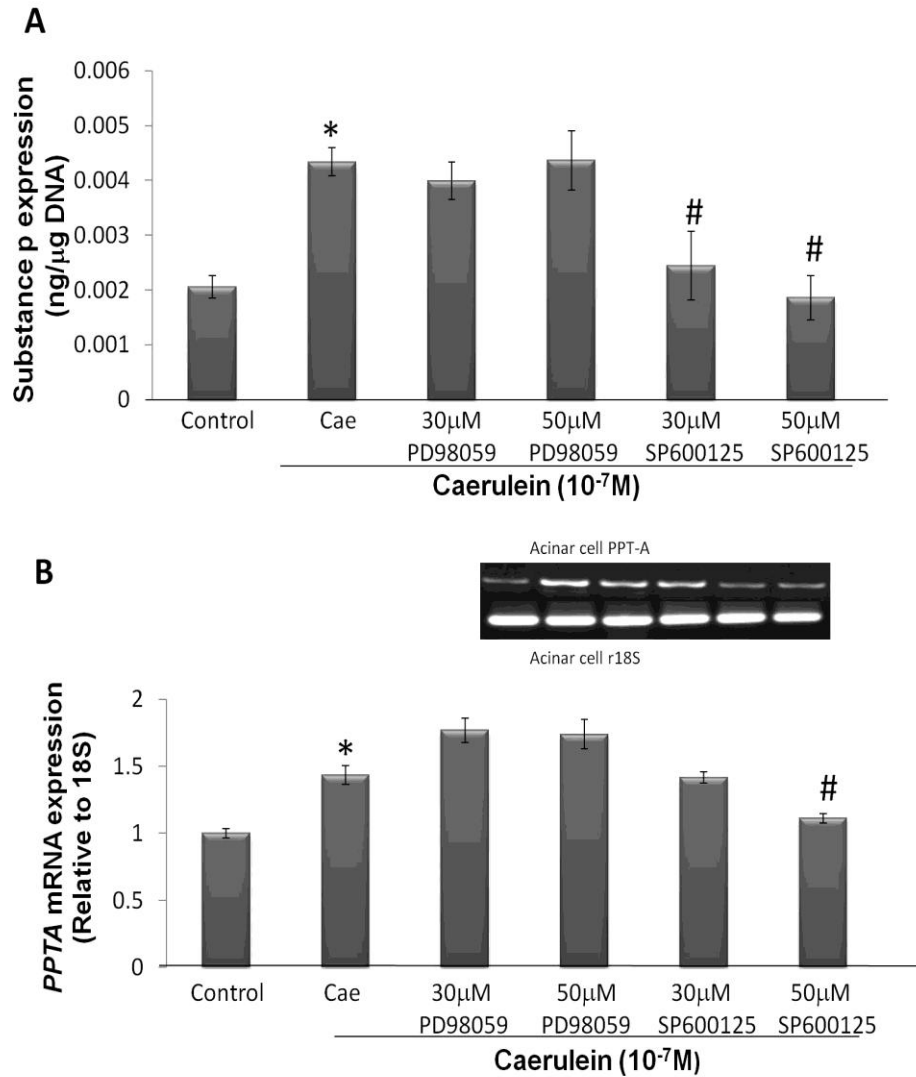 A
Substance p expression
(ng/μg DNA)
0.006
0.005
0.004
0.003
0.002
0.001
0
*
#
#
Control
Cae
30μM
PD98059
50μM
PD98059
30μM
SP600125
50μM
SP600125
Caerulein (10⁻⁷M)
B
Acinar cell PPT-A
Acinar cell r18S
PPTA mRNA expression
(Relative to 18S)
2
1.5
1
0.5
0
*
#
Control
Cae
30μM
PD98059
50μM
PD98059
30μM
SP600125
50μM
SP600125
Caerulein (10⁻⁷M)